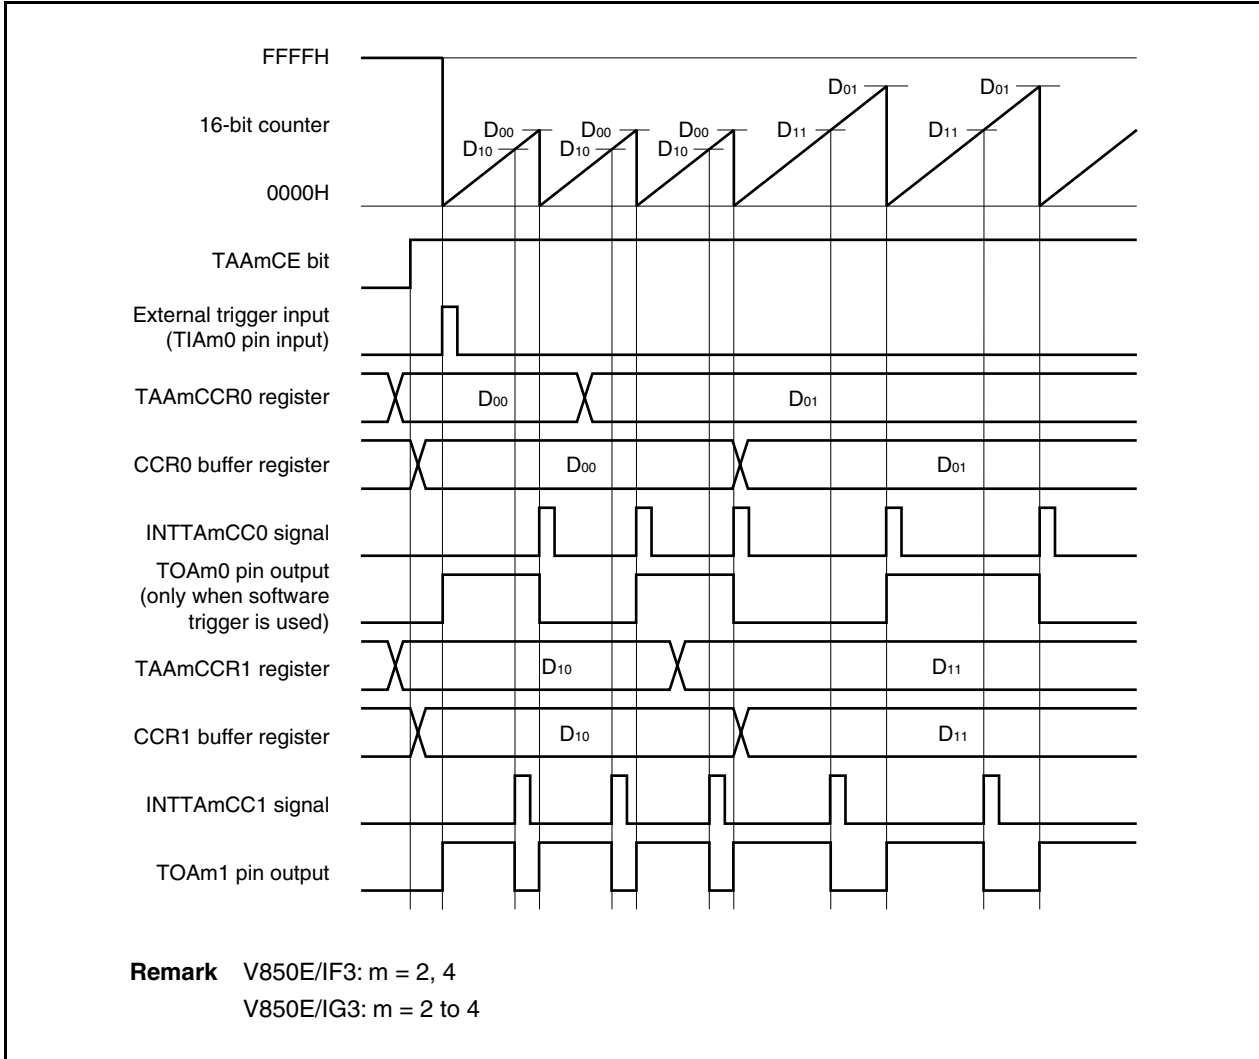 FFFFH
16-bit counter
0000H
D01 D01
D00 D00 D00 D11 D11
D10 D10 D10
TAAmCE bit
External trigger input
(TIAm0 pin input)
TAAmCCR0 register
D00 D01
CCR0 buffer register
D00 D01
INTTAmCC0 signal
TOAm0 pin output
(only when software
trigger is used)
TAAmCCR1 register
D10 D11
CCR1 buffer register
D10 D11
INTTAmCC1 signal
TOAm1 pin output
Remark V850E/IF3: m = 2, 4
V850E/IG3: m = 2 to 4